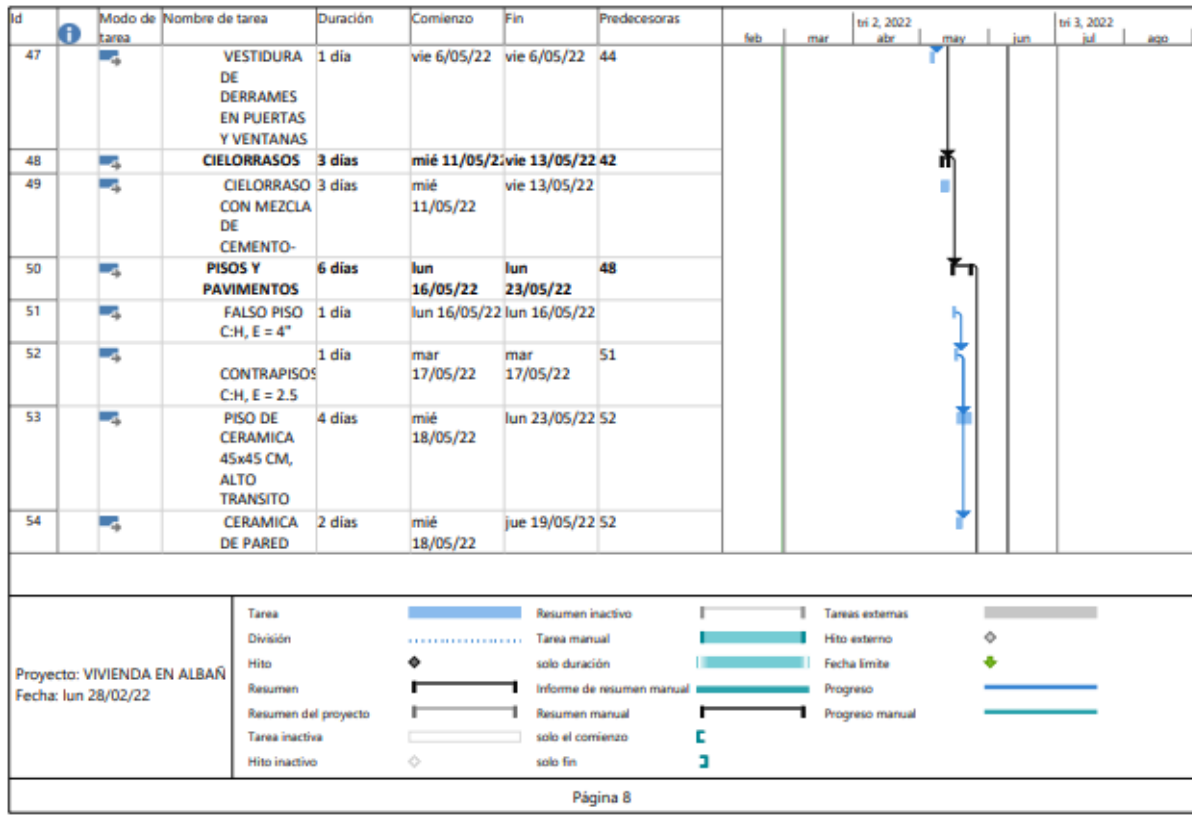 Id Modo de tarea Nombre de tarea Duración Comienzo Fin Predecesoras
tri 2, 2022 tri 3, 2022
feb mar abr may jun jul ago
47 VESTIDURA 1 día vie 6/05/22 vie 6/05/22 44
DE
DERRAMES
EN PUERTAS
Y VENTANAS
48 CIELORRASOS 3 días mié 11/05/22 vie 13/05/22 42
49 CIELORRASO 3 días mié vie 13/05/22
CON MEZCLA 11/05/22
DE
CEMENTO-
50 PISOS Y 6 días lun lun 48
PAVIMENTOS 16/05/22 23/05/22
51 FALSO PISO 1 día lun 16/05/22 lun 16/05/22
C:H, E = 4"
52 1 día mar mar 51
CONTRAPISOS 17/05/22 17/05/22
C:H, E = 2.5
53 PISO DE 4 días mié lun 23/05/22 52
CERAMICA 18/05/22
45x45 CM,
ALTO
TRANSITO
54 CERAMICA 2 días mié jue 19/05/22 52
DE PARED 18/05/22
Proyecto: VIVIENDA EN ALBAÑ
Fecha: lun 28/02/22
Tarea Resumen inactivo Tareas externas
División Tarea manual Hito externo
Hito solo duración Fecha límite
Resumen Informe de resumen manual Progreso
Resumen del proyecto Resumen manual Progreso manual
Tarea inactiva solo el comienzo
Hito inactivo solo fin
Página 8